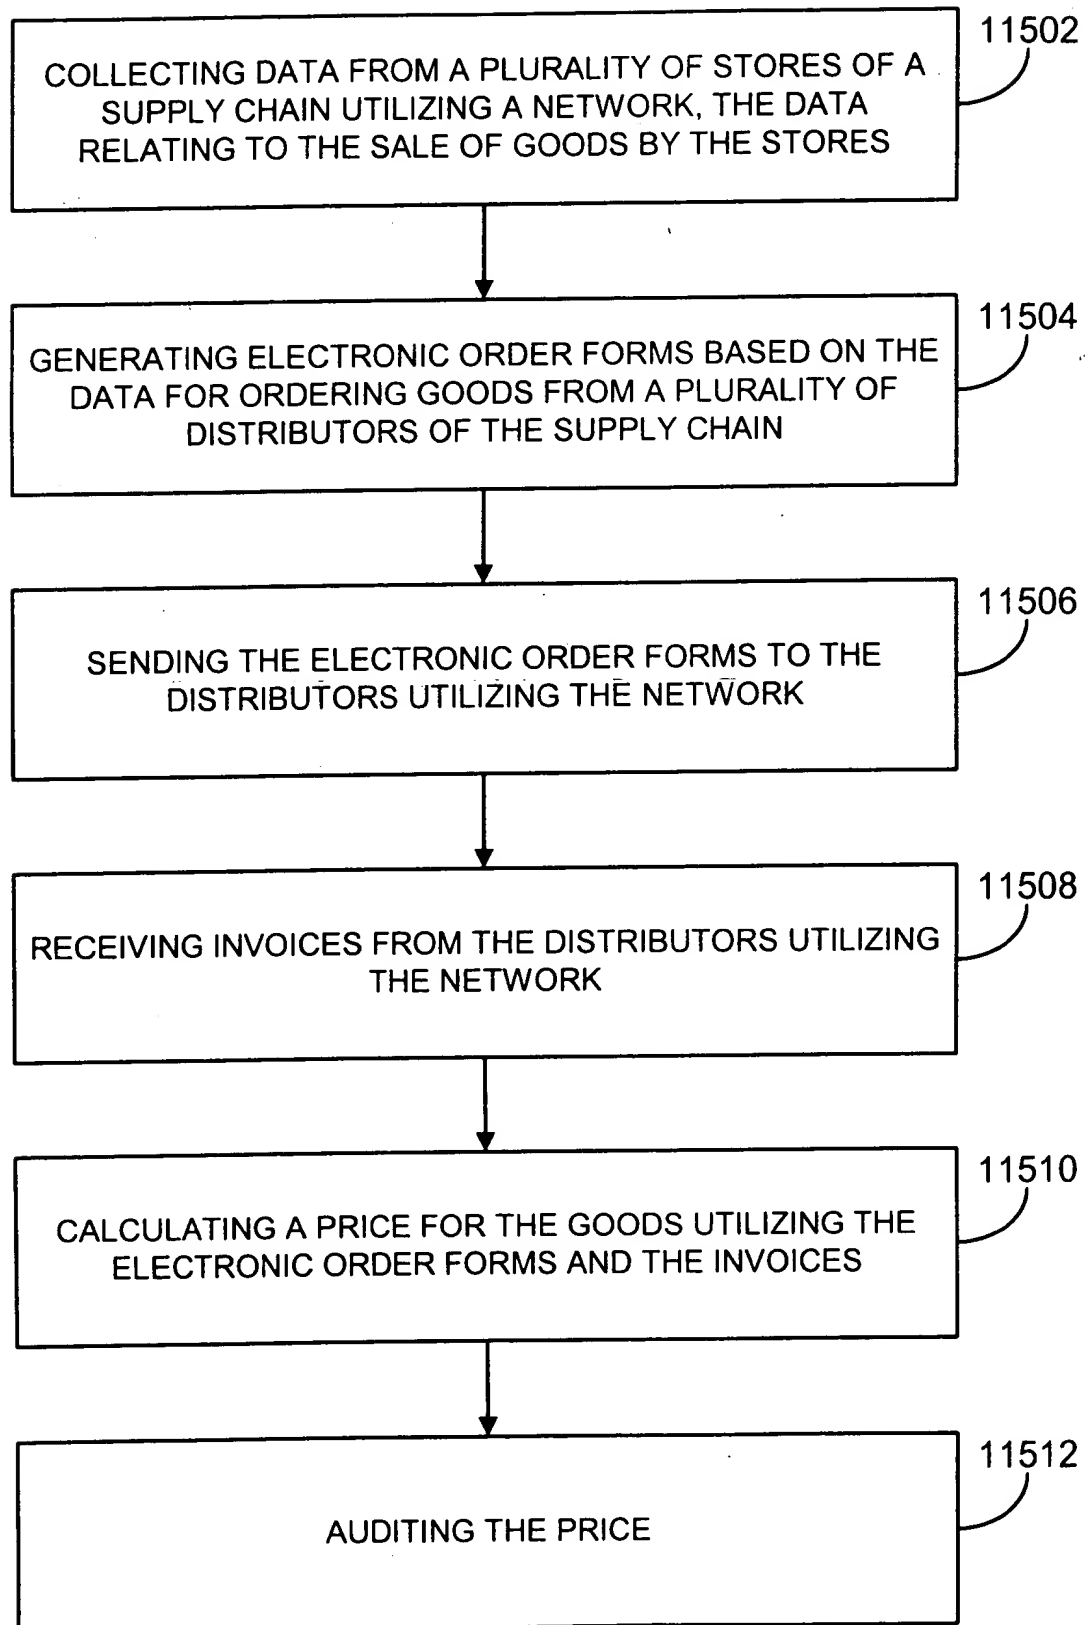 11502
COLLECTING DATA FROM A PLURALITY OF STORES OF A
SUPPLY CHAIN UTILIZING A NETWORK, THE DATA
RELATING TO THE SALE OF GOODS BY THE STORES
11504
GENERATING ELECTRONIC ORDER FORMS BASED ON THE
DATA FOR ORDERING GOODS FROM A PLURALITY OF
DISTRIBUTORS OF THE SUPPLY CHAIN
11506
SENDING THE ELECTRONIC ORDER FORMS TO THE
DISTRIBUTORS UTILIZING THE NETWORK
11508
RECEIVING INVOICES FROM THE DISTRIBUTORS UTILIZING
THE NETWORK
11510
CALCULATING A PRICE FOR THE GOODS UTILIZING THE
ELECTRONIC ORDER FORMS AND THE INVOICES
11512
AUDITING THE PRICE